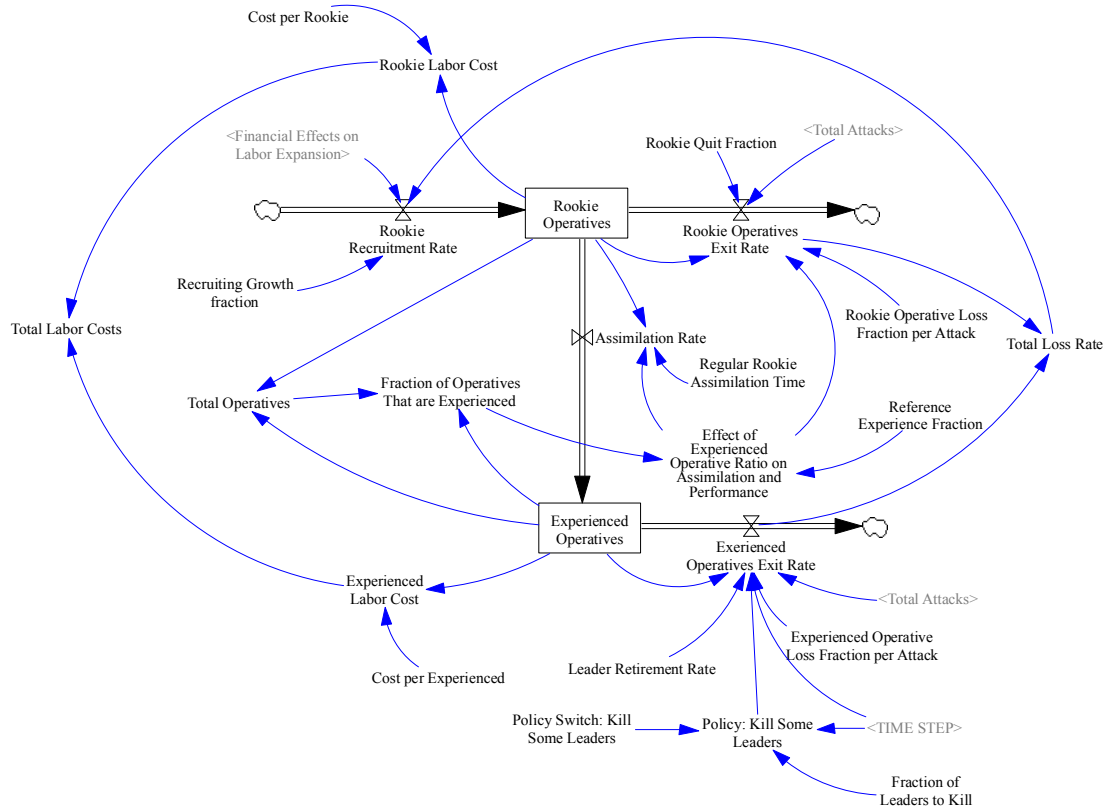 Cost per Rookie
Rookie Labor Cost
<Financial Effects on
Labor Expansion>
Rookie Quit Fraction
<Total Attacks>
Rookie
Operatives
Rookie
Recruitment Rate
Rookie Operatives
Exit Rate
Recruiting Growth
fraction
Rookie Operative Loss
Fraction per Attack
Total Labor Costs
Assimilation Rate
Total Loss Rate
Regular Rookie
Assimilation Time
Fraction of Operatives
That are Experienced
Total Operatives
Reference
Experience Fraction
Effect of
Experienced
Operative Ratio on
Assimilation and
Performance
Experienced
Operatives
Exerienced
Operatives Exit Rate
Experienced
Labor Cost
<Total Attacks>
Experienced Operative
Loss Fraction per Attack
Leader Retirement Rate
Cost per Experienced
Policy Switch: Kill
Some Leaders
Policy: Kill Some
Leaders
<TIME STEP>
Fraction of
Leaders to Kill